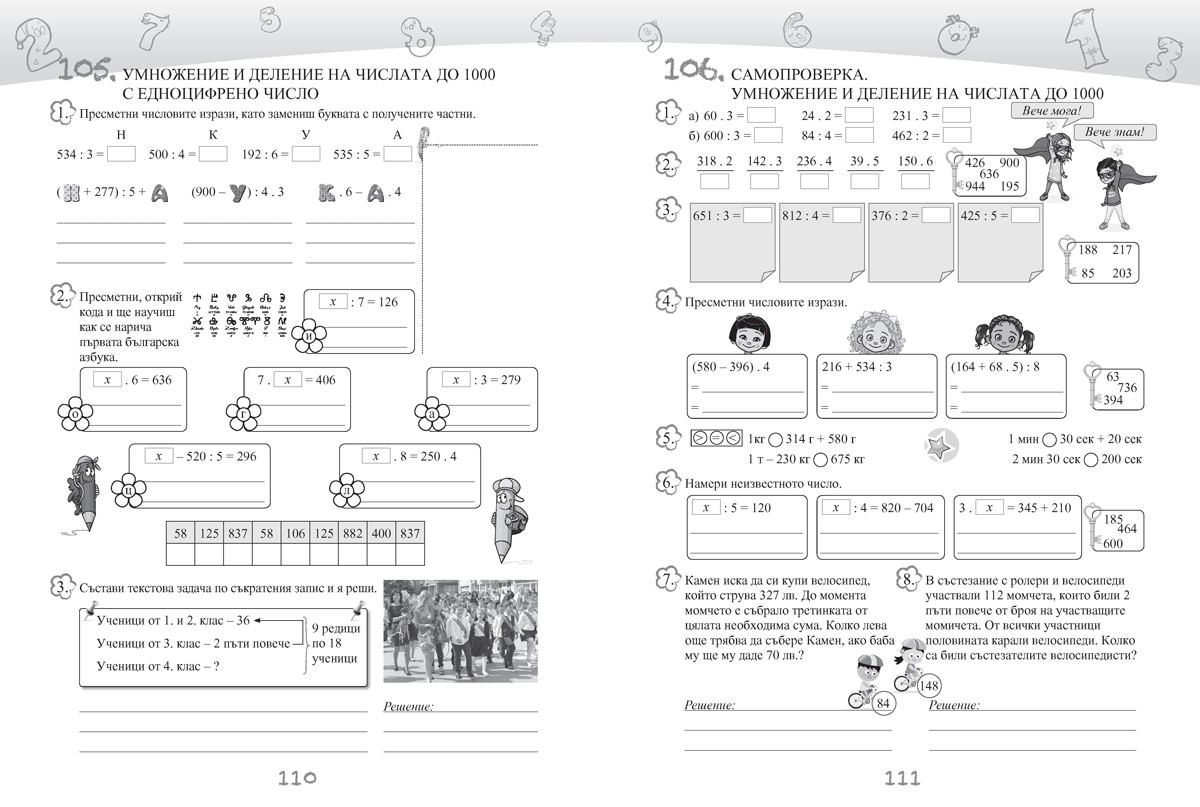 105. УМНОЖЕНИЕ И ДЕЛЕНИЕ НА ЧИСЛАТА ДО 1000
С ЕДНОЦИФРЕНО ЧИСЛО
1. Пресметни числовите изрази, като замениш буквата с получените частни.
Н К У А
534 : 3 = 500 : 4 = 192 : 6 = 535 : 5 =
( Н + 277) : 5 + А (900 – У) : 4 . 3 К . 6 – А . 4
2. Пресметни, открий
кода и ще научиш
как се нарича
първата българска
азбука.
x : 7 = 126
и
x . 6 = 636
о
7 . x = 406
г
x : 3 = 279
а
x – 520 : 5 = 296
ц
x . 8 = 250 . 4
л
58 125 837 58 106 125 882 400 837
3. Състави текстова задача по съкратения запис и я реши.
Ученици от 1. и 2. клас – 36
Ученици от 3. клас – 2 пъти повече
Ученици от 4. клас – ?
9 редици
по 18
ученици
Решение:
110
106. САМОПРОВЕРКА.
УМНОЖЕНИЕ И ДЕЛЕНИЕ НА ЧИСЛАТА ДО 1000
1. а) 60 . 3 = 24 . 2 = 231 . 3 =
б) 600 : 3 = 84 : 4 = 462 : 2 =
Вече мога!
Вече знам!
2. 318 . 2 142 . 3 236 . 4 39 . 5 150 . 6
426 900
636
944 195
3. 651 : 3 = 812 : 4 = 376 : 2 = 425 : 5 =
188 217
85 203
4. Пресметни числовите изрази.
(580 – 396) . 4
=
=
216 + 534 : 3
=
=
(164 + 68 . 5) : 8
=
=
63
736
394
5. > = < 1кг 314 г + 580 г
1 т – 230 кг 675 кг
1 мин 30 сек + 20 сек
2 мин 30 сек 200 сек
6. Намери неизвестното число.
x : 5 = 120
x : 4 = 820 – 704
3 . x = 345 + 210
185
464
600
7. Камен иска да си купи велосипед,
който струва 327 лв. До момента
момчето е събрало третинката от
цялата необходима сума. Колко лева
още трябва да събере Камен, ако баба
му ще му даде 70 лв.?
84
Решение:
8. В състезание с ролери и велосипеди
участвали 112 момчета, които били 2
пъти повече от броя на участващите
момичета. От всички участници
половината карали велосипеди. Колко
са били състезателите велосипедисти?
148
Решение:
111